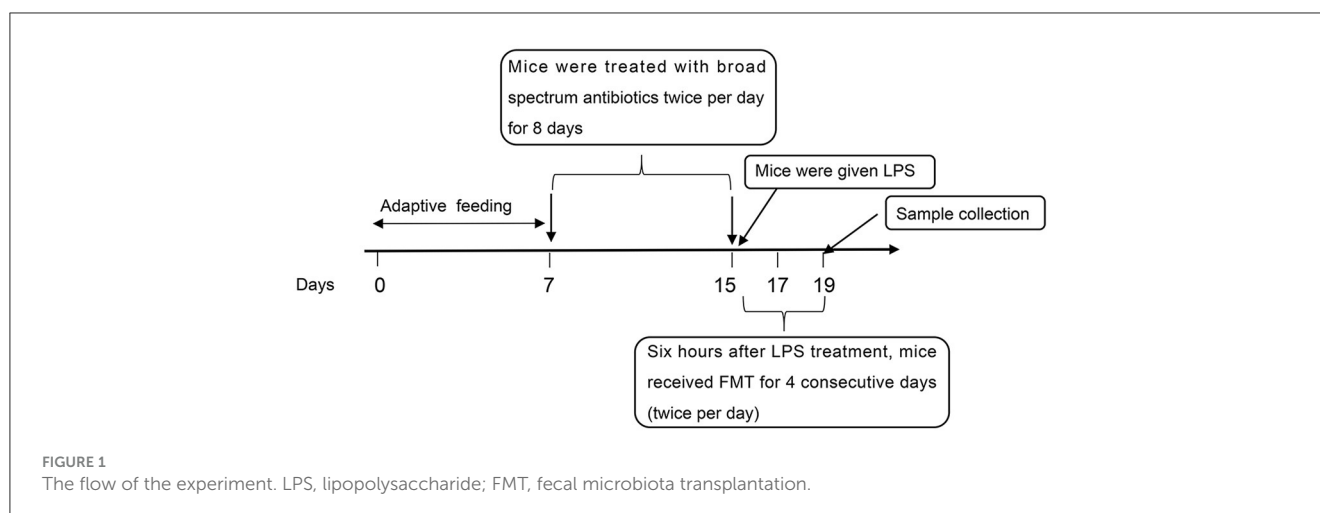 Mice were treated with broad
spectrum antibiotics twice per day
for 8 days
Mice were given LPS
Adaptive feeding
Sample collection
Days 0 7 15 17 19
Six hours after LPS treatment, mice
received FMT for 4 consecutive days
(twice per day)
FIGURE 1
The flow of the experiment. LPS, lipopolysaccharide; FMT, fecal microbiota transplantation.